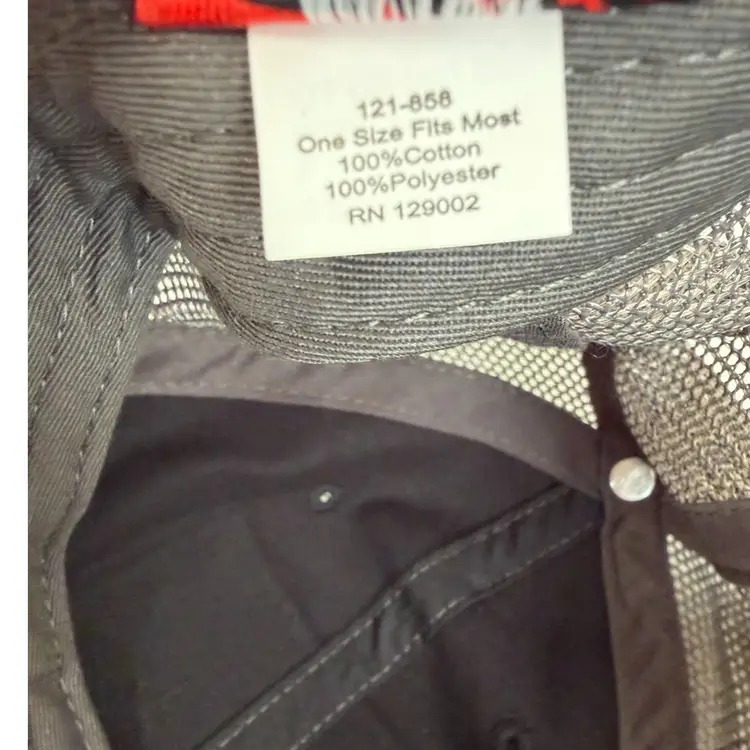 121-858
One Size Fits Most
100%Cotton
100%Polyester
RN 129002